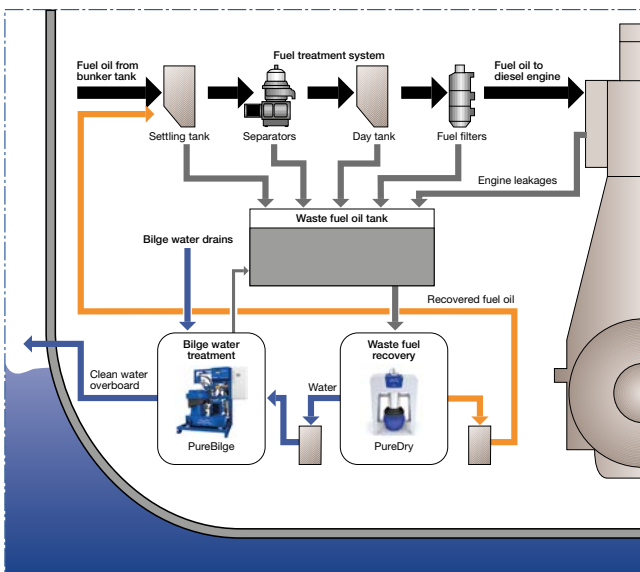 Fuel treatment system
Fuel oil from
bunker tank
Fuel oil to
diesel engine
Settling tank
Separators
Day tank
Fuel filters
Engine leakages
Waste fuel oil tank
Bilge water drains
Recovered fuel oil
Bilge water
treatment
Waste fuel
recovery
Clean water
overboard
Water
PureBilge
PureDry